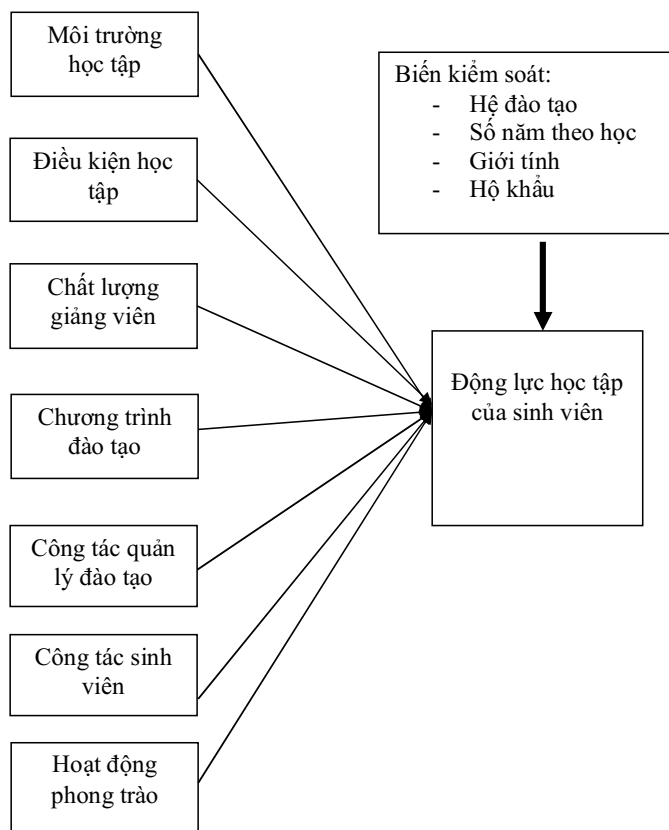 Môi trường
học tập
Điều kiện học
tập
Chất lượng
giảng viên
Chương trình
đào tạo
Công tác quản
lý đào tạo
Công tác sinh
viên
Hoạt động
phong trào
Biến kiểm soát:
- Hệ đào tạo
- Số năm theo học
- Giới tính
- Hộ khẩu
Động lực học tập
của sinh viên